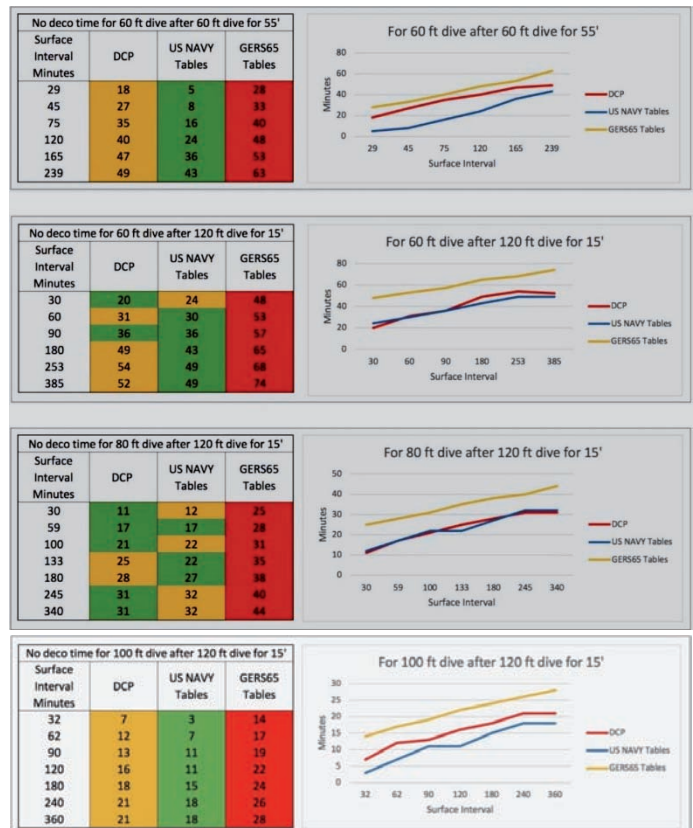 No deco time for 60 ft dive after 60 ft dive for 55'
Surface Interval Minutes DCP US NAVY Tables GERS65 Tables
29 18 5 28
45 27 8 33
75 35 16 40
120 40 24 48
165 47 36 53
239 49 43 63
For 60 ft dive after 60 ft dive for 55'
Minutes
80
60
40
20
0
29 45 75 120 165 239
Surface Interval
DCP
US NAVY Tables
GERS65 Tables
No deco time for 60 ft dive after 120 ft dive for 15'
Surface Interval Minutes DCP US NAVY Tables GERS65 Tables
30 20 24 48
60 31 30 53
90 36 36 57
180 49 43 65
253 54 49 68
385 52 49 74
For 60 ft dive after 120 ft dive for 15'
Minutes
80
60
40
20
0
30 60 90 180 253 385
Surface Interval
DCP
US NAVY Tables
GERS65 Tables
No deco time for 80 ft dive after 120 ft dive for 15'
Surface Interval Minutes DCP US NAVY Tables GERS65 Tables
30 11 12 25
59 17 17 28
100 21 22 31
133 25 22 35
180 28 27 38
245 31 32 40
340 31 32 44
For 80 ft dive after 120 ft dive for 15'
Minutes
50
40
30
20
10
0
30 59 100 133 180 245 340
Surface Interval
DCP
US NAVY Tables
GERS65 Tables
No deco time for 100 ft dive after 120 ft dive for 15'
Surface Interval Minutes DCP US NAVY Tables GERS65 Tables
32 7 3 14
62 12 7 17
90 13 11 19
120 16 11 22
180 18 15 24
240 21 18 26
360 21 18 28
For 100 ft dive after 120 ft dive for 15'
Minutes
30
25
20
15
10
5
0
32 62 90 120 180 240 360
Surface Interval
DCP
US NAVY Tables
GERS65 Tables